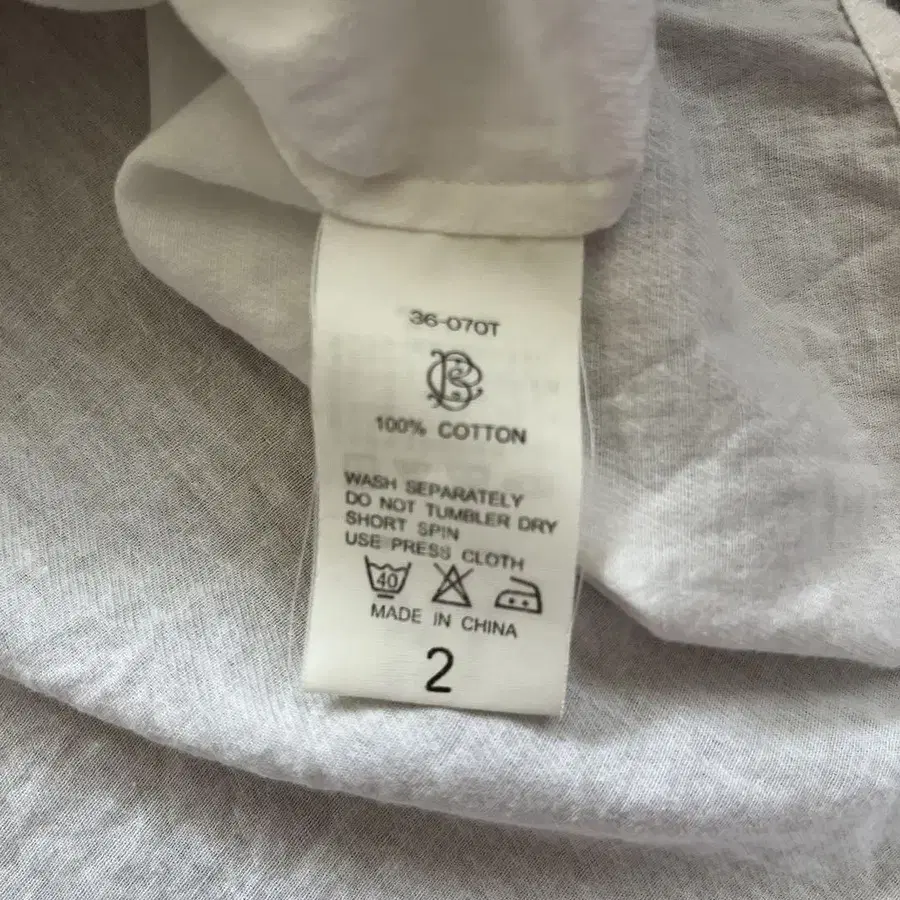 36-070T
100% COTTON
WASH SEPARATELY
DO NOT TUMBLER DRY
SHORT SPIN
USE PRESS CLOTH
40
MADE IN CHINA
2